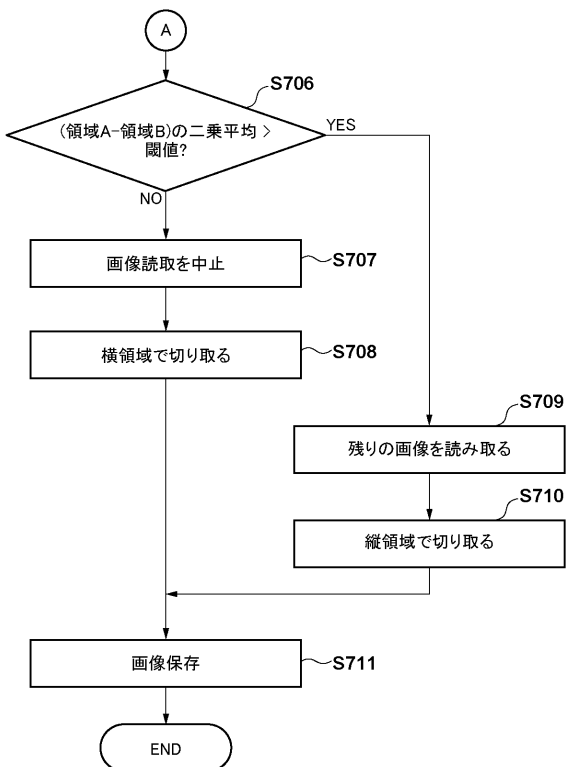 A
S706
(領域A-領域B)の二乗平均 >
閾値?
YES
NO
画像読取を中止
S707
横領域で切り取る
S708
S709
残りの画像を読み取る
S710
縦領域で切り取る
画像保存
S711
END